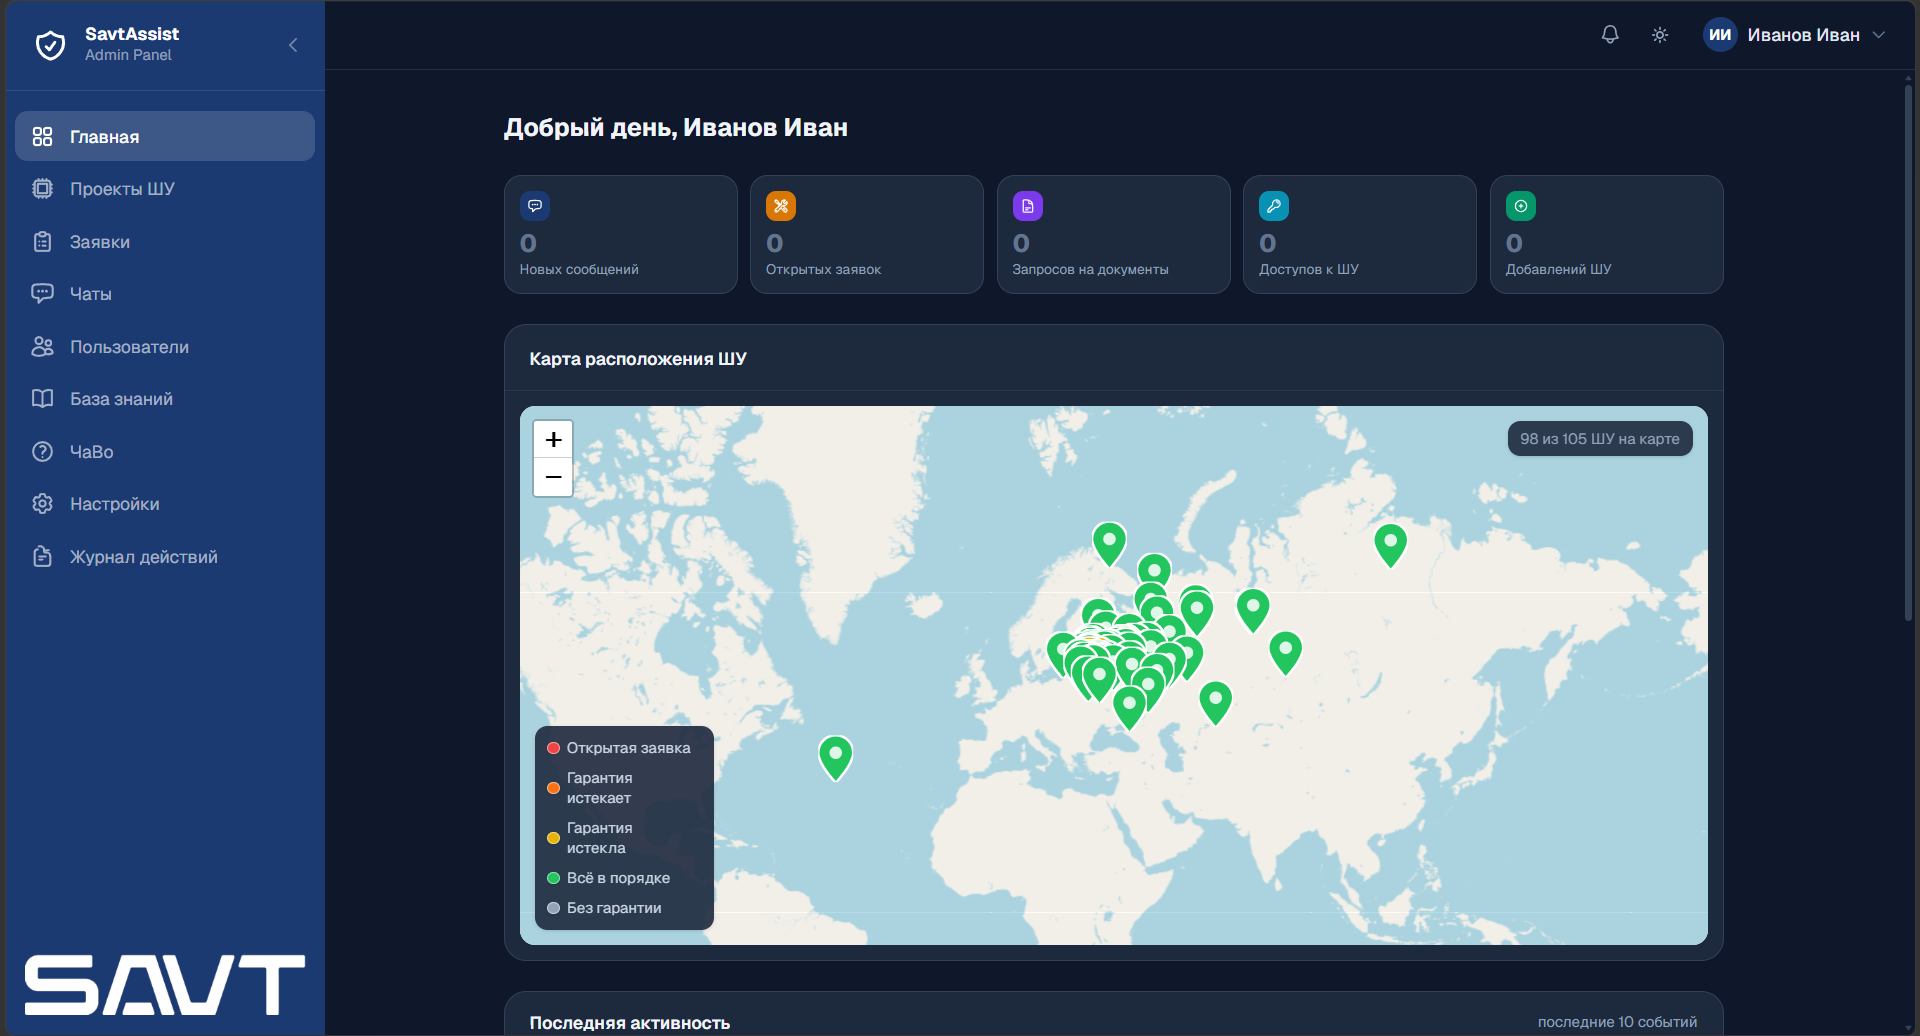 SavtAssist
Admin Panel
ИИ Иванов Иван
Главная
Проекты ШУ
Заявки
Чаты
Пользователи
База знаний
ЧаВо
Настройки
Журнал действий
SAVT
Добрый день, Иванов Иван
0
Новых сообщений
0
Открытых заявок
0
Запросов на документы
0
Доступов к ШУ
0
Добавлений ШУ
Карта расположения ШУ
+
−
98 из 105 ШУ на карте
Открытая заявка
Гарантия
истекает
Гарантия
истекла
Всё в порядке
Без гарантии
Последняя активность
последние 10 событий